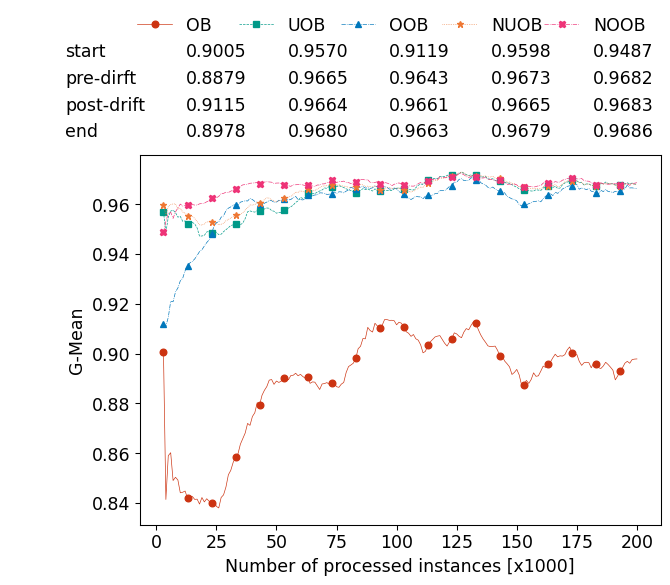 OB UOB OOB NUOB NOOB
start 0.9005 0.9570 0.9119 0.9598 0.9487
pre-dirft 0.8879 0.9665 0.9643 0.9673 0.9682
post-drift 0.9115 0.9664 0.9661 0.9665 0.9683
end 0.8978 0.9680 0.9663 0.9679 0.9686
0.96
0.94
0.92
0.90
0.88
0.86
0.84
G-Mean
0 25 50 75 100 125 150 175 200
Number of processed instances [x1000]